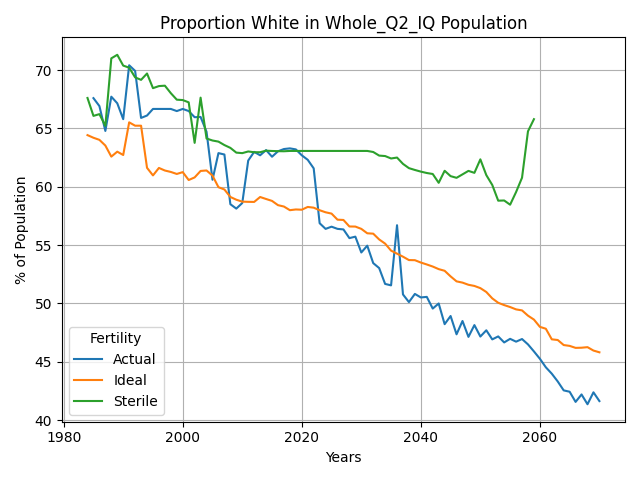 Proportion White in Whole_Q2_IQ Population
% of Population
70
65
60
55
50
45
40
Fertility
Actual
Ideal
Sterile
1980
2000
2020
2040
2060
Years